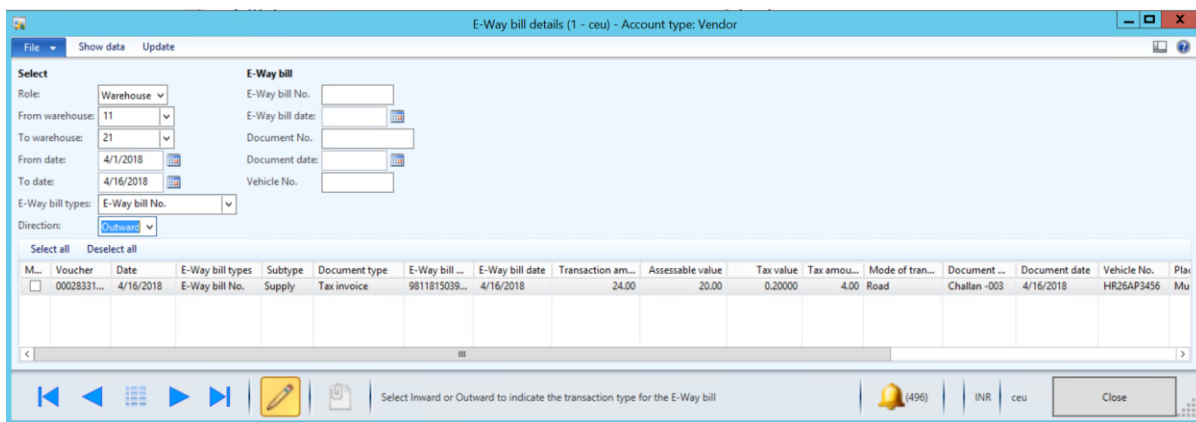 E-Way bill details (1 - ceu) - Account type: Vendor
File Show data Update
Select E-Way bill
Role: Warehouse E-Way bill No.
From warehouse: 11 E-Way bill date:
To warehouse: 21 Document No.
From date: 4/1/2018 Document date:
To date: 4/16/2018 Vehicle No.
E-Way bill types: E-Way bill No.
Direction: Outward
Select all Deselect all
M... Voucher Date E-Way bill types Subtype Document type E-Way bill ... E-Way bill date Transaction am... Assessable value Tax value Tax amou... Mode of tran... Document ... Document date Vehicle No. Plac
00028331... 4/16/2018 E-Way bill No. Supply Tax invoice 9811815039... 4/16/2018 24.00 20.00 0.20000 4.00 Road Challan -003 4/16/2018 HR26AP3456 Mu
Select Inward or Outward to indicate the transaction type for the E-Way bill (496) INR ceu Close